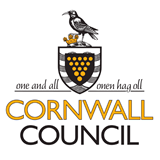 one and all onen hag oll
CORNWALL
COUNCIL